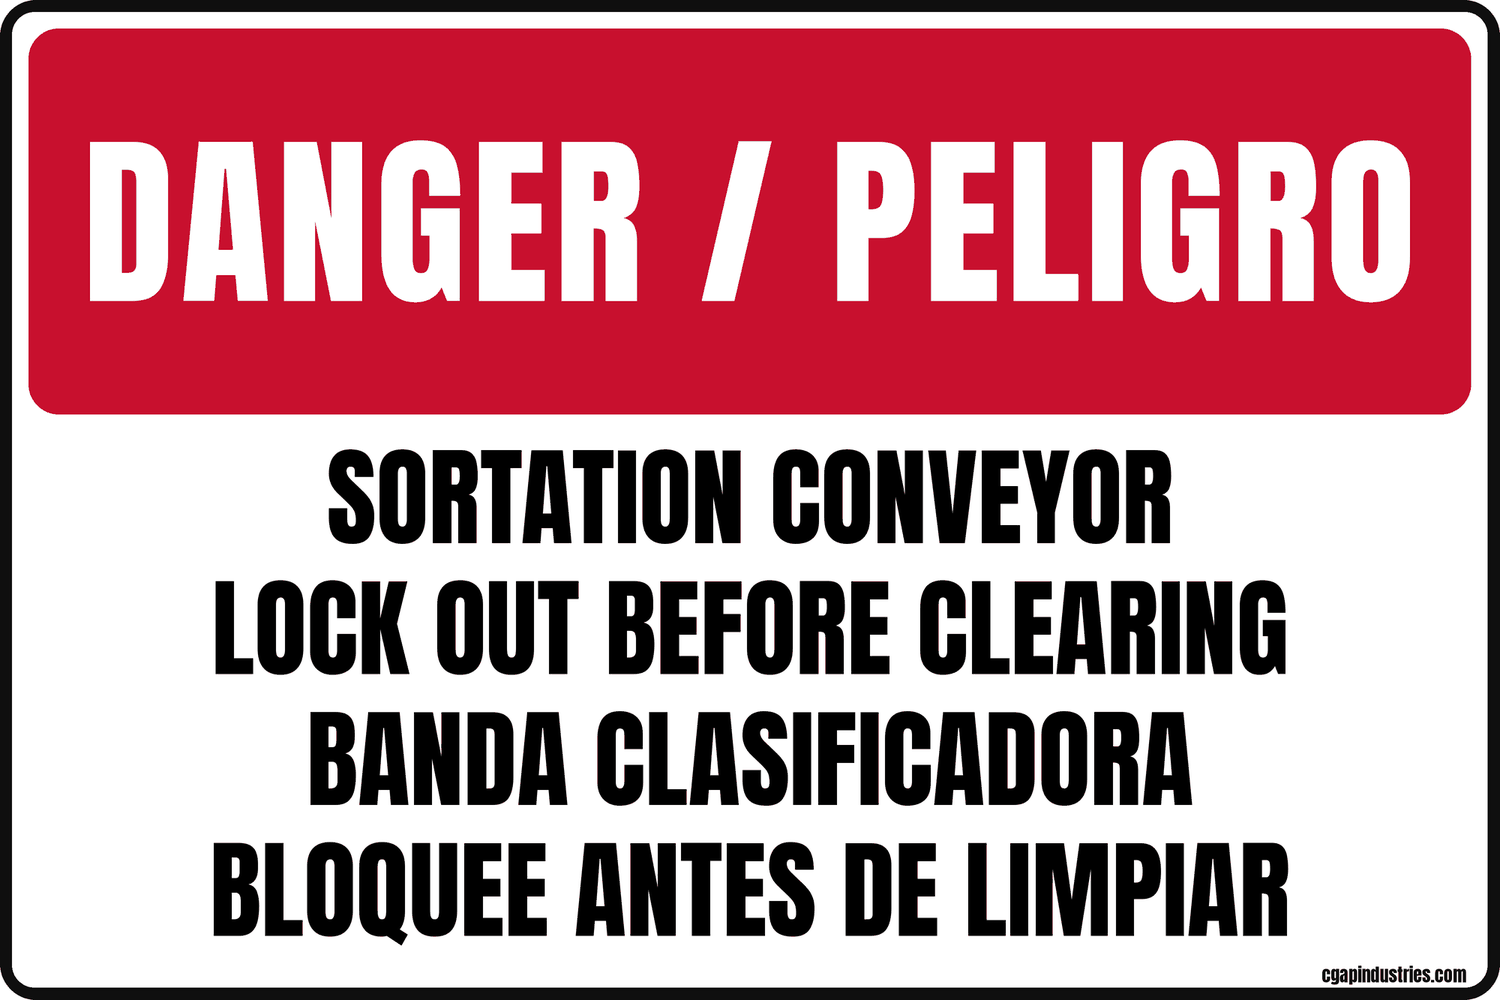 DANGER / PELIGRO
SORTATION CONVEYOR
LOCK OUT BEFORE CLEARING
BANDA CLASIFICADORA
BLOQUEE ANTES DE LIMPIAR
cgapindustries.com